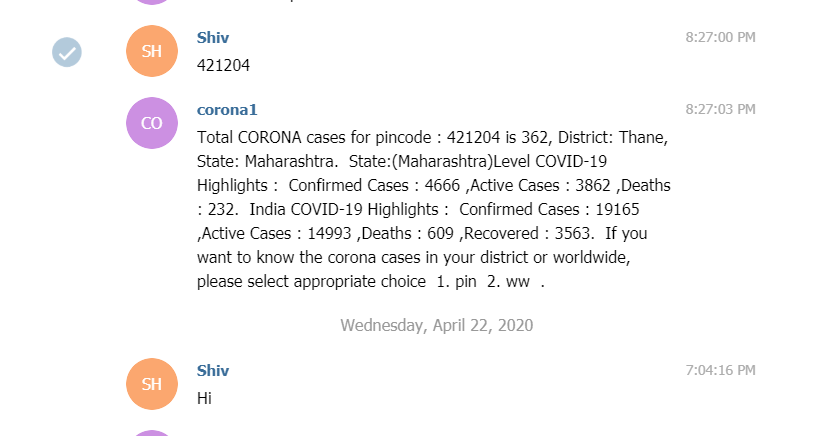 SH
Shiv
8:27:00 PM
421204
CO
corona1
8:27:03 PM
Total CORONA cases for pincode : 421204 is 362, District: Thane,
State: Maharashtra.  State:(Maharashtra)Level COVID-19
Highlights :  Confirmed Cases : 4666 ,Active Cases : 3862 ,Deaths
: 232.  India COVID-19 Highlights :  Confirmed Cases : 19165
,Active Cases : 14993 ,Deaths : 609 ,Recovered : 3563.  If you
want to know the corona cases in your district or worldwide,
please select appropriate choice  1. pin  2. ww  .
Wednesday, April 22, 2020
SH
Shiv
7:04:16 PM
Hi